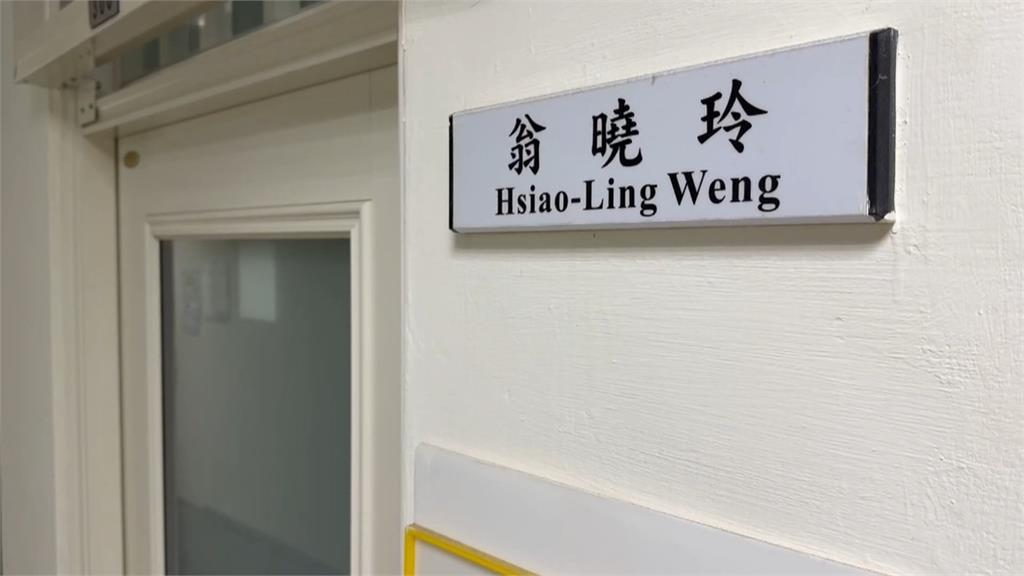 翁曉玲
Hsiao-Ling Weng